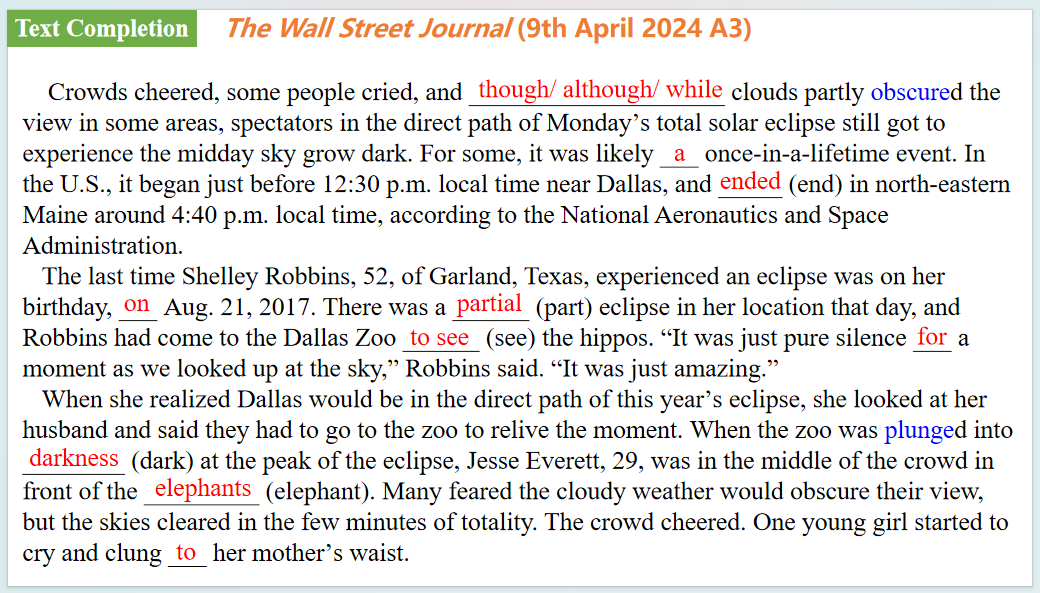 Text Completion The Wall Street Journal (9th April 2024 A3)
Crowds cheered, some people cried, and though/ although/ while clouds partly obscured the
view in some areas, spectators in the direct path of Monday’s total solar eclipse still got to
experience the midday sky grow dark. For some, it was likely a once-in-a-lifetime event. In
the U.S., it began just before 12:30 p.m. local time near Dallas, and ended (end) in north-eastern
Maine around 4:40 p.m. local time, according to the National Aeronautics and Space
Administration.
The last time Shelley Robbins, 52, of Garland, Texas, experienced an eclipse was on her
birthday, on Aug. 21, 2017. There was a partial (part) eclipse in her location that day, and
Robbins had come to the Dallas Zoo to see (see) the hippos. “It was just pure silence for a
moment as we looked up at the sky,” Robbins said. “It was just amazing.”
When she realized Dallas would be in the direct path of this year’s eclipse, she looked at her
husband and said they had to go to the zoo to relive the moment. When the zoo was plunged into
darkness (dark) at the peak of the eclipse, Jesse Everett, 29, was in the middle of the crowd in
front of the elephants (elephant). Many feared the cloudy weather would obscure their view,
but the skies cleared in the few minutes of totality. The crowd cheered. One young girl started to
cry and clung to her mother’s waist.